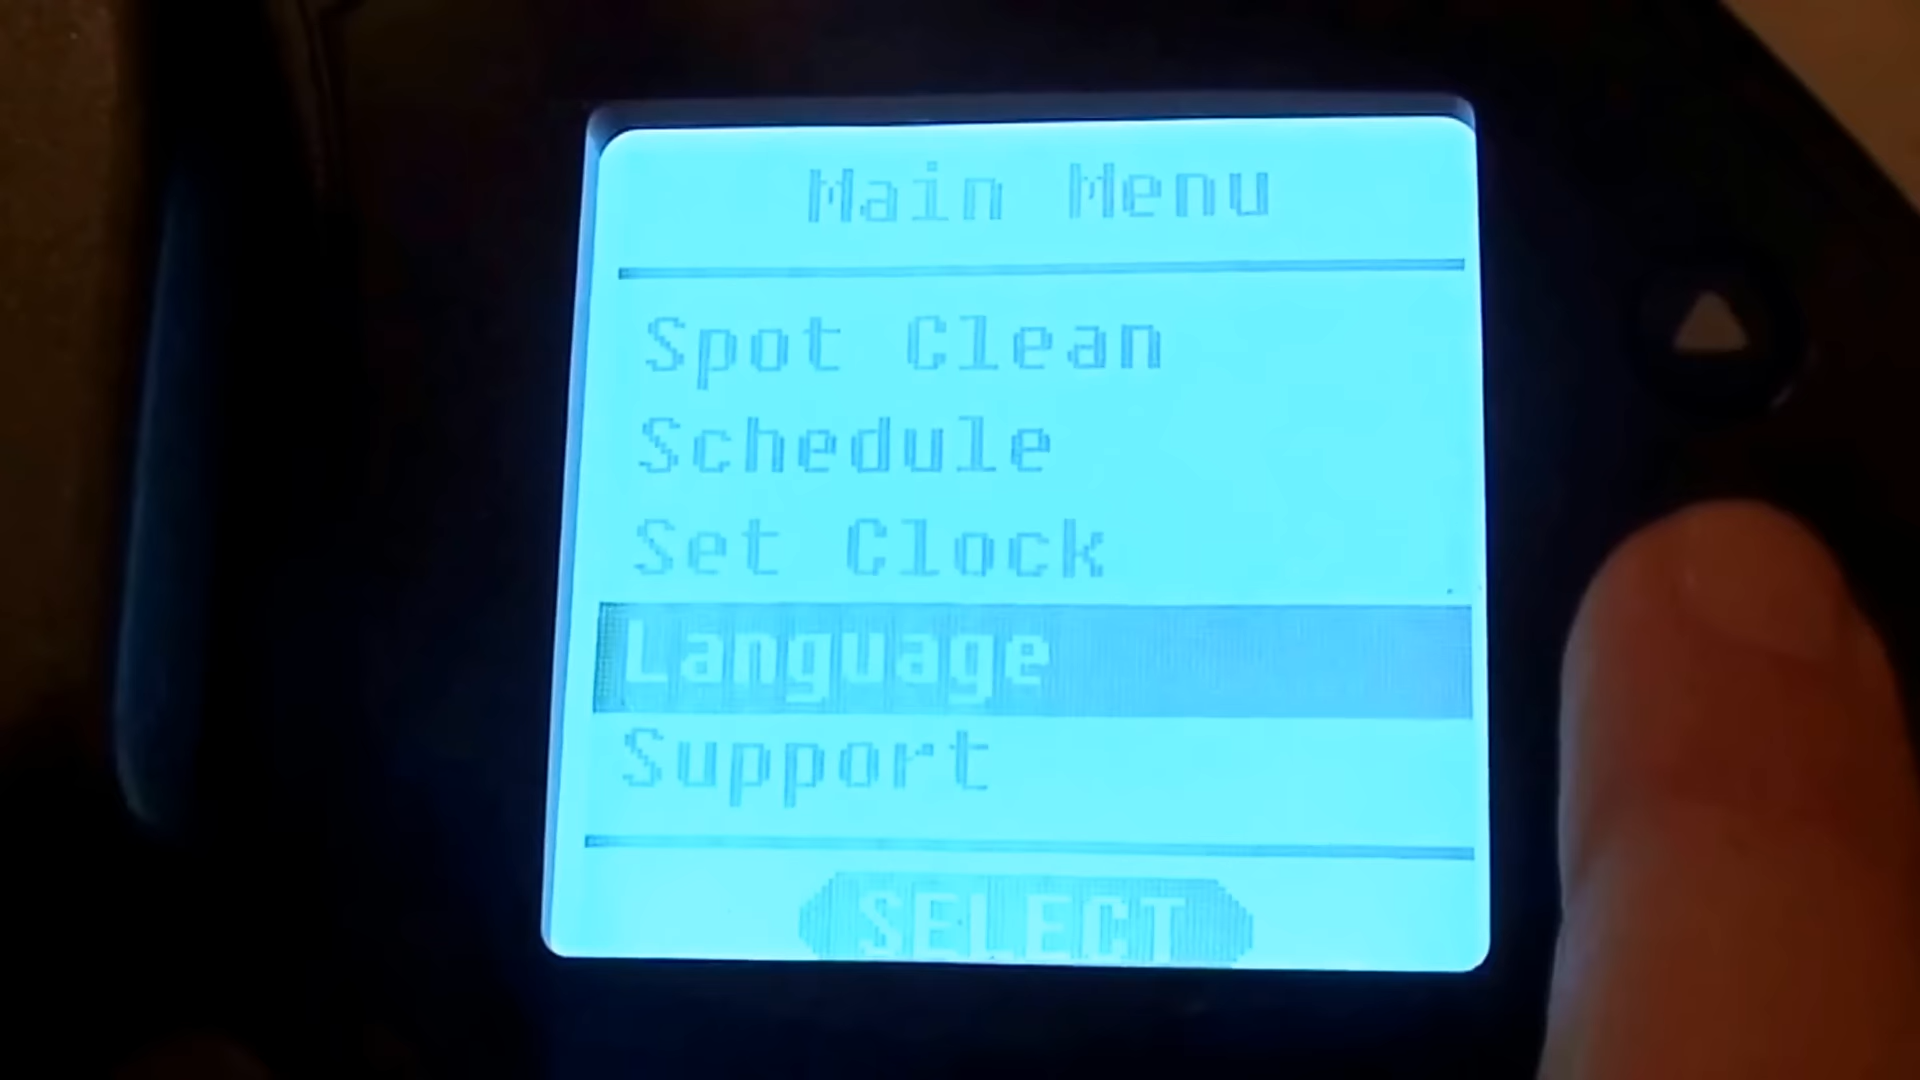 Main Menu
Spot Clean
Schedule
Set Clock
Language
Support
SELECT